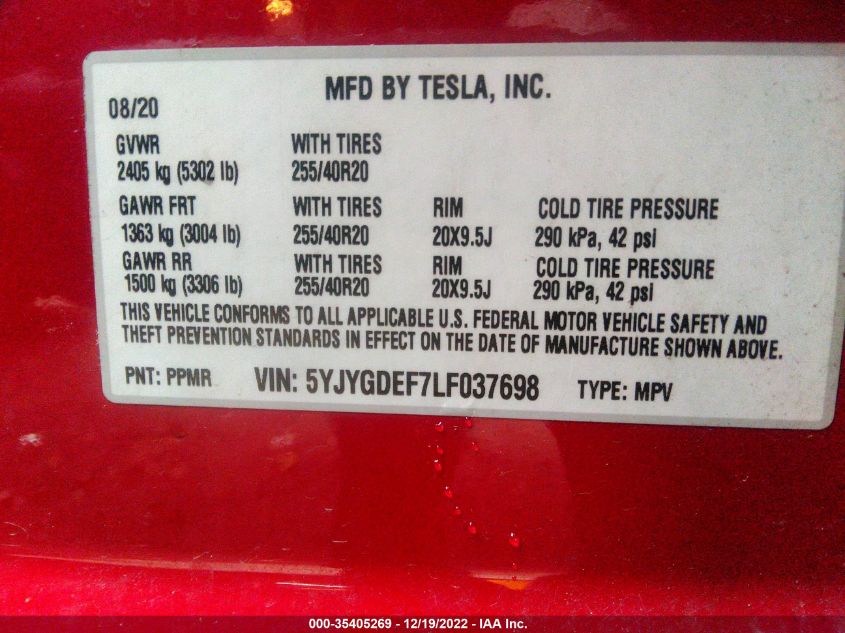 MFD BY TESLA, INC.
08/20
GVWR WITH TIRES
2405 kg (5302 lb) 255/40R20
GAWR FRT WITH TIRES RIM COLD TIRE PRESSURE
1363 kg (3004 lb) 255/40R20 20X9.5J 290 kPa, 42 psi
GAWR RR WITH TIRES RIM COLD TIRE PRESSURE
1500 kg (3306 lb) 255/40R20 20X9.5J 290 kPa, 42 psi
THIS VEHICLE CONFORMS TO ALL APPLICABLE U.S. FEDERAL MOTOR VEHICLE SAFETY AND
THEFT PREVENTION STANDARDS IN EFFECT ON THE DATE OF MANUFACTURE SHOWN ABOVE.
PNT: PPMR VIN: 5YJYGDEF7LF037698 TYPE: MPV
000-35405269 - 12/19/2022 - IAA Inc.